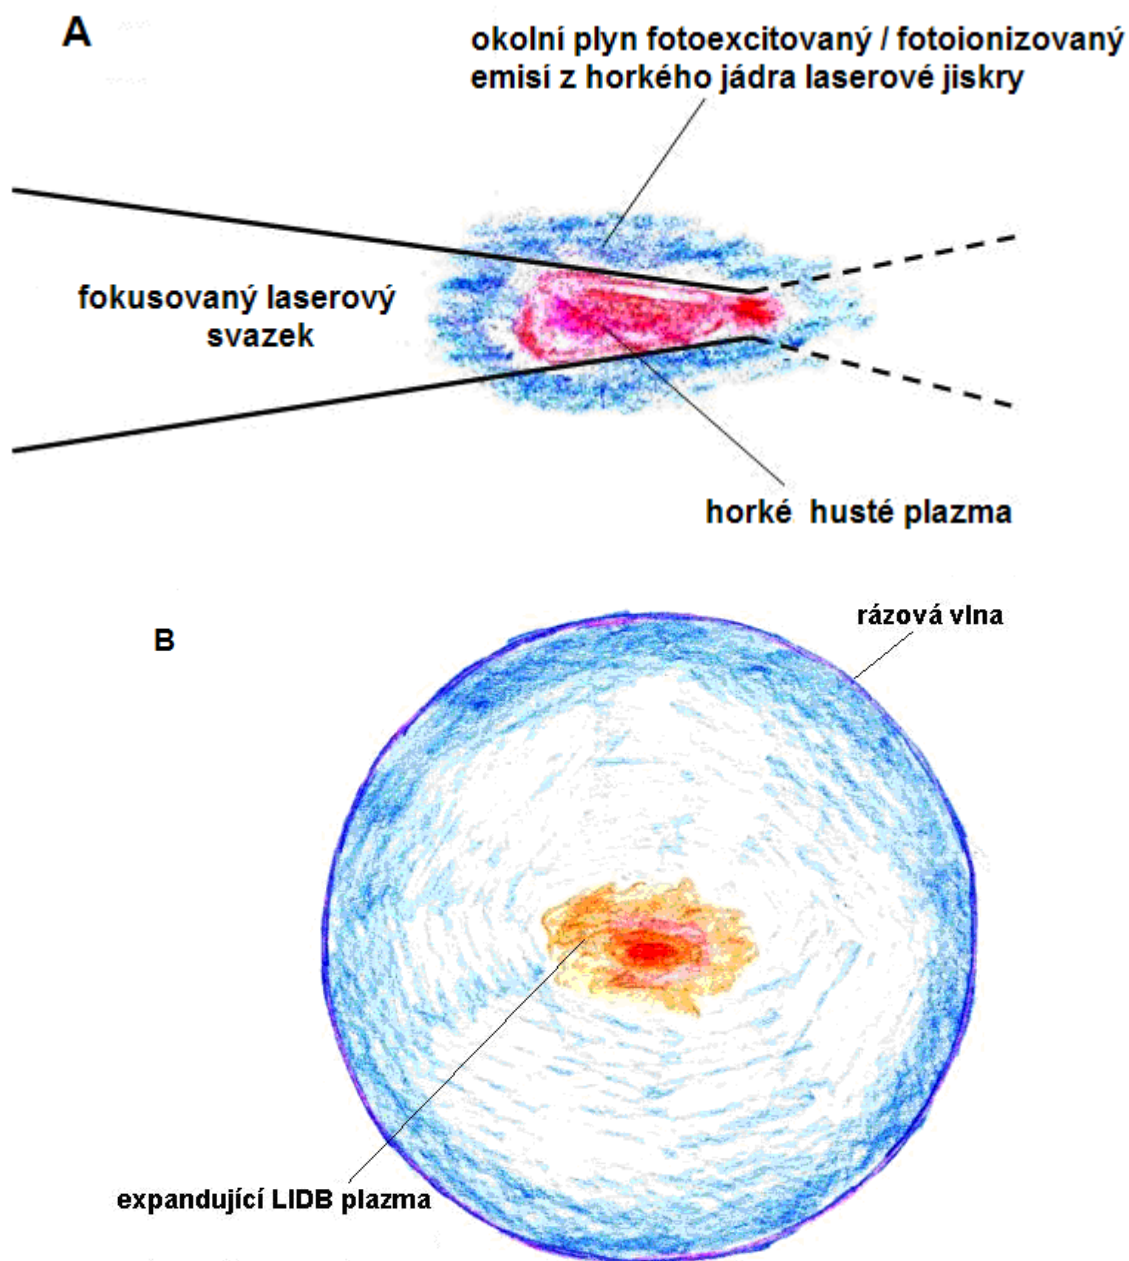 A
okolní plyn fotoexcitovaný / fotoionizovaný
emisí z horkého jádrа laserové jiskry
fokusovaný laserový
svazek
horké husté plazma
B
rázová vlna
expandující LIDB plazma